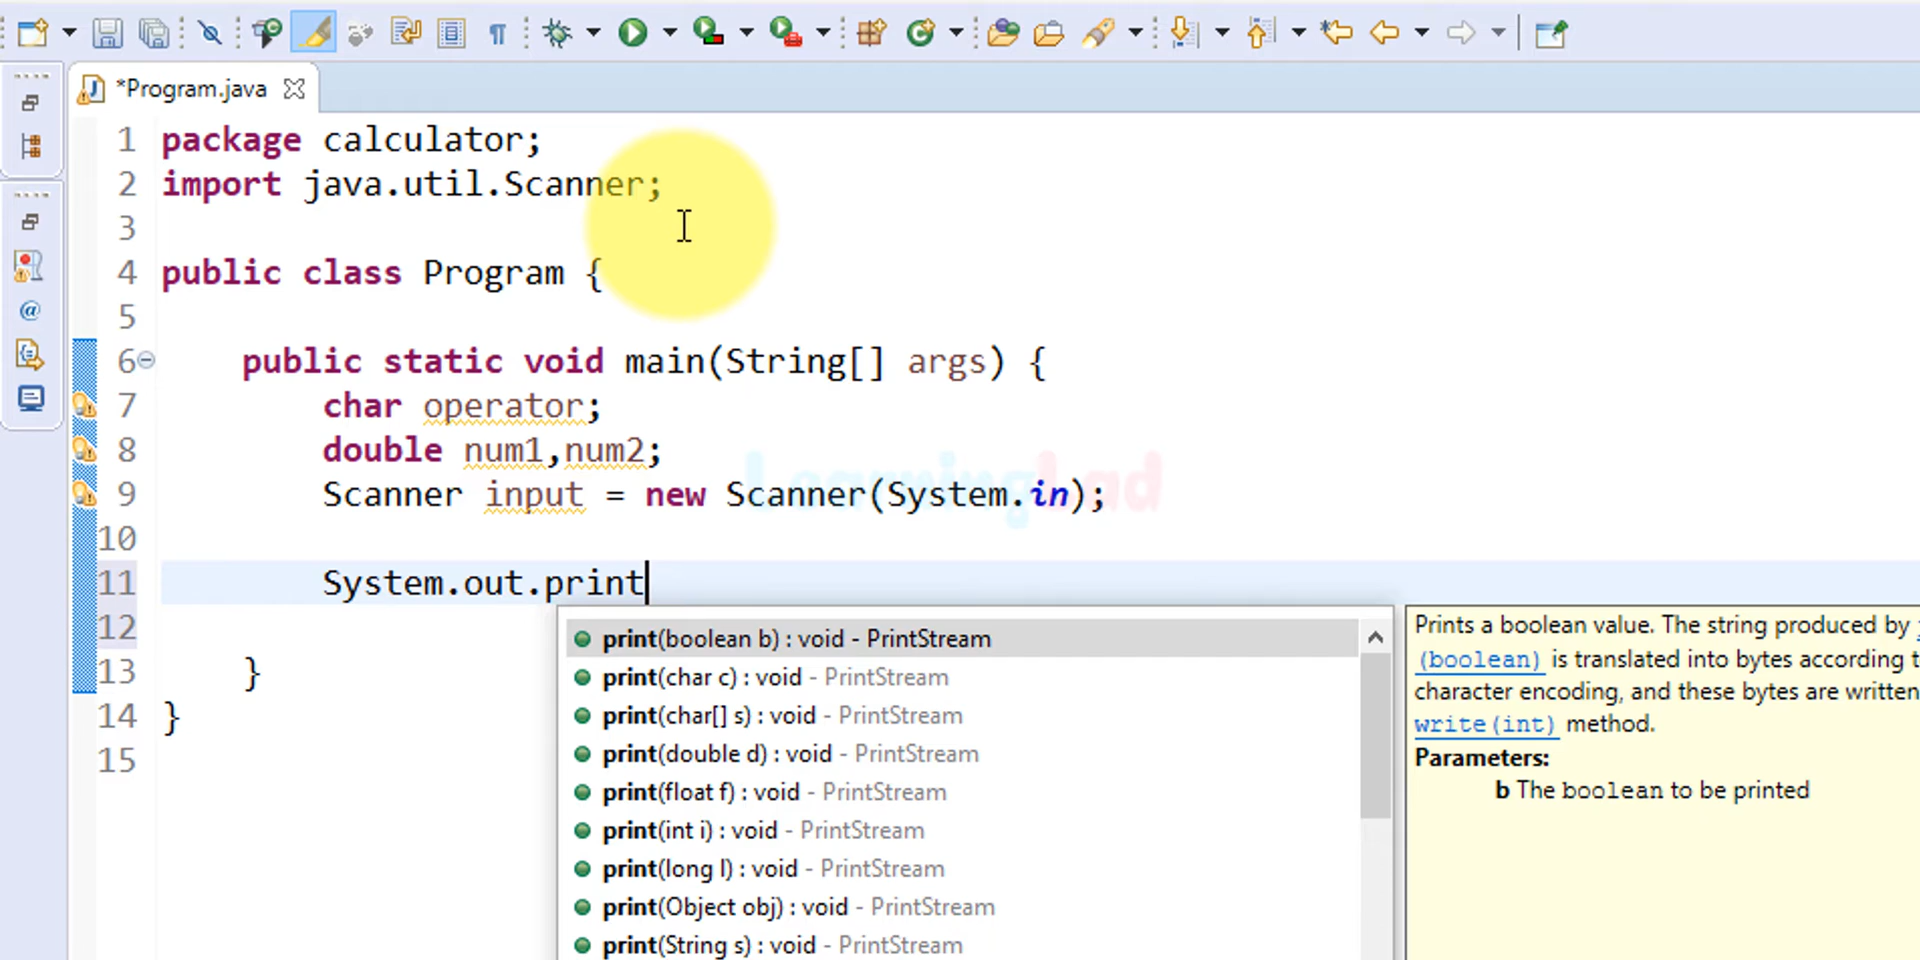 *Program.java
1 package calculator;
2 import java.util.Scanner;
3
4 public class Program {
5
6 public static void main(String[] args) {
7 char operator;
8 double num1,num2;
9 Scanner input = new Scanner(System.in);
10
11 System.out.print
12
13 }
14 }
15
LearningLad
print(boolean b) : void - PrintStream
print(char c) : void - PrintStream
print(char[] s) : void - PrintStream
print(double d) : void - PrintStream
print(float f) : void - PrintStream
print(int i) : void - PrintStream
print(long l) : void - PrintStream
print(Object obj) : void - PrintStream
print(String s) : void - PrintStream
Prints a boolean value. The string produced by
(boolean) is translated into bytes according t
character encoding, and these bytes are written
write(int) method.
Parameters:
b The boolean to be printed